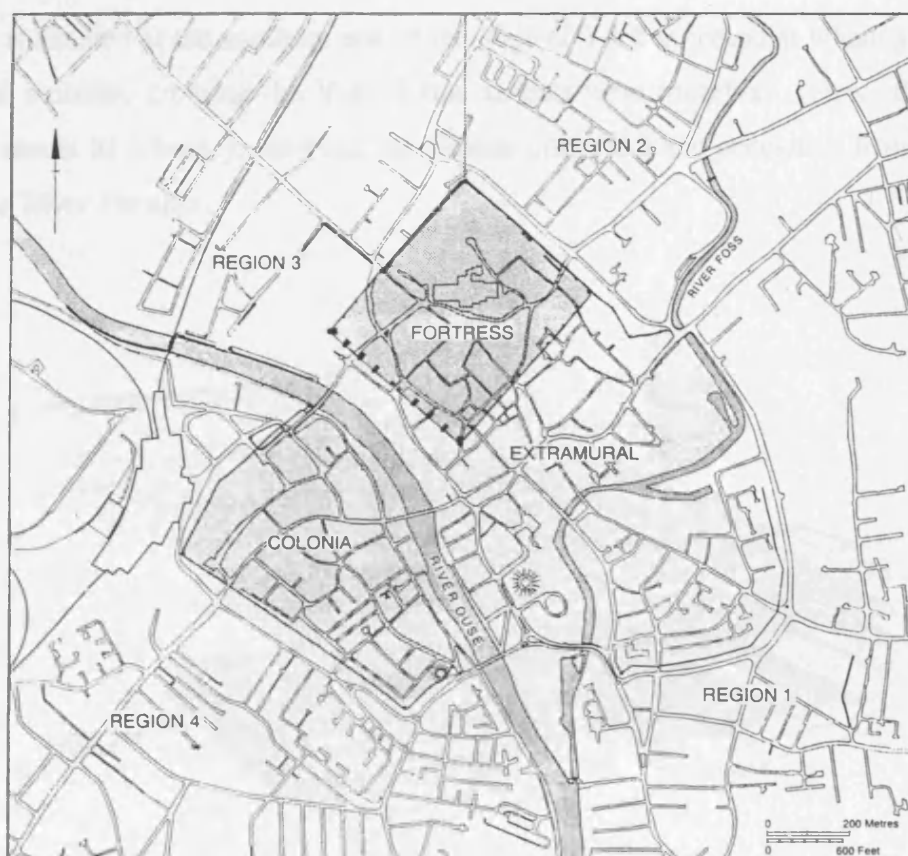 REGION 2
REGION 3
RIVER FOSS
FORTRESS
EXTRAMURAL
COLONIA
RIVER OUSE
REGION 1
REGION 4
0 200 Metres
0 600 Feet